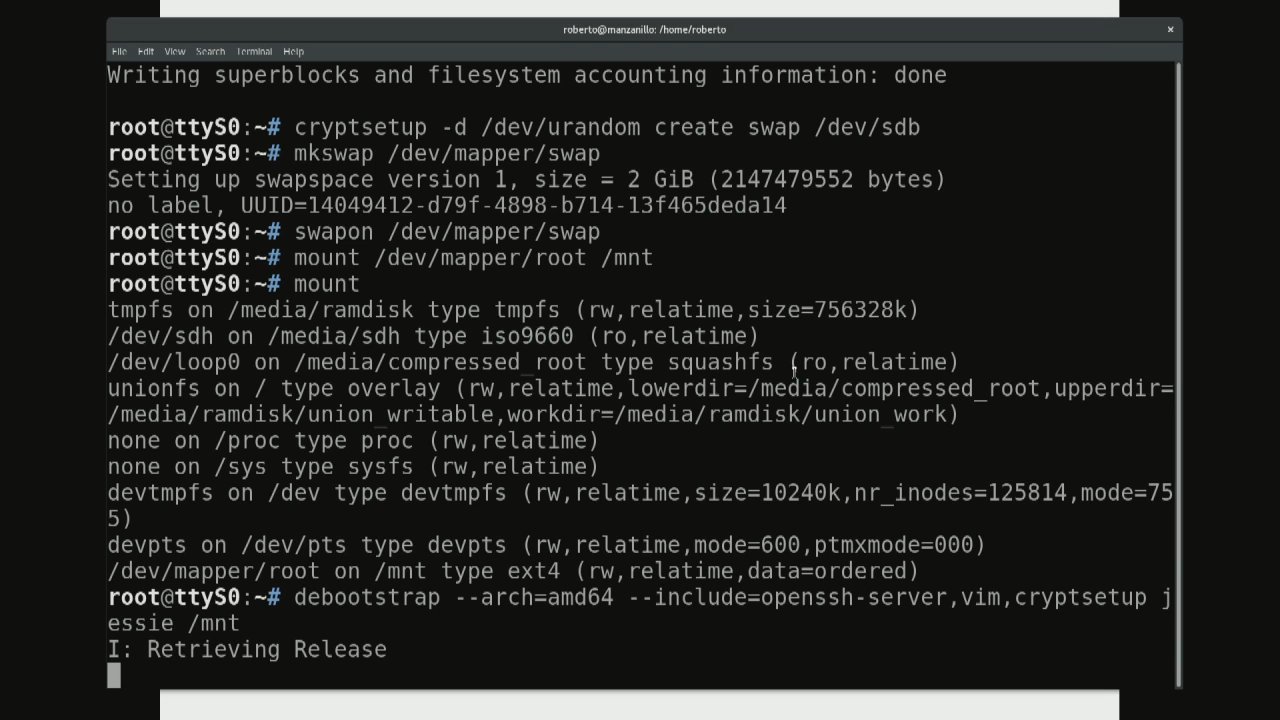 roberto@manzanillo: /home/roberto
×
File Edit View Search Terminal Help
Writing superblocks and filesystem accounting information: done
root@ttyS0:~# cryptsetup -d /dev/urandom create swap /dev/sdb
root@ttyS0:~# mkswap /dev/mapper/swap
Setting up swapspace version 1, size = 2 GiB (2147479552 bytes)
no label, UUID=14049412-d79f-4898-b714-13f465deda14
root@ttyS0:~# swapon /dev/mapper/swap
root@ttyS0:~# mount /dev/mapper/root /mnt
root@ttyS0:~# mount
tmpfs on /media/ramdisk type tmpfs (rw,relatime,size=756328k)
/dev/sdh on /media/sdh type iso9660 (ro,relatime)
/dev/loop0 on /media/compressed_root type squashfs (ro,relatime)
unionfs on / type overlay (rw,relatime,lowerdir=/media/compressed_root,upperdir=
/media/ramdisk/union_writable,workdir=/media/ramdisk/union_work)
none on /proc type proc (rw,relatime)
none on /sys type sysfs (rw,relatime)
devtmpfs on /dev type devtmpfs (rw,relatime,size=10240k,nr_inodes=125814,mode=75
5)
devpts on /dev/pts type devpts (rw,relatime,mode=600,ptmxmode=000)
/dev/mapper/root on /mnt type ext4 (rw,relatime,data=ordered)
root@ttyS0:~# debootstrap --arch=amd64 --include=openssh-server,vim,cryptsetup j
essie /mnt
I: Retrieving Release